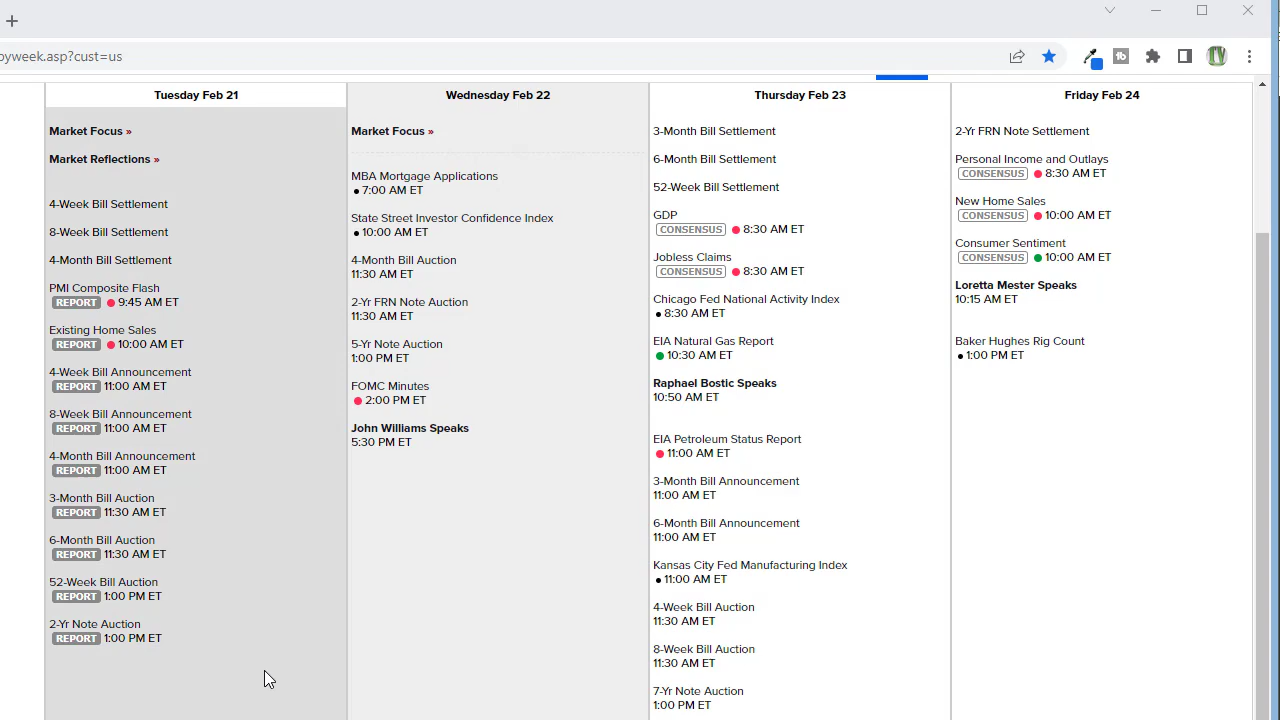 byweek.asp?cust=us
Tuesday Feb 21
Market Focus »
Market Reflections »
4-Week Bill Settlement
8-Week Bill Settlement
4-Month Bill Settlement
PMI Composite Flash
REPORT 9:45 AM ET
Existing Home Sales
REPORT 10:00 AM ET
4-Week Bill Announcement
REPORT 11:00 AM ET
8-Week Bill Announcement
REPORT 11:00 AM ET
4-Month Bill Announcement
REPORT 11:00 AM ET
3-Month Bill Auction
REPORT 11:30 AM ET
6-Month Bill Auction
REPORT 11:30 AM ET
52-Week Bill Auction
REPORT 1:00 PM ET
2-Yr Note Auction
REPORT 1:00 PM ET
Wednesday Feb 22
Market Focus »
MBA Mortgage Applications
7:00 AM ET
State Street Investor Confidence Index
10:00 AM ET
4-Month Bill Auction
11:30 AM ET
2-Yr FRN Note Auction
11:30 AM ET
5-Yr Note Auction
1:00 PM ET
FOMC Minutes
2:00 PM ET
John Williams Speaks
5:30 PM ET
Thursday Feb 23
3-Month Bill Settlement
6-Month Bill Settlement
52-Week Bill Settlement
GDP
CONSENSUS 8:30 AM ET
Jobless Claims
CONSENSUS 8:30 AM ET
Chicago Fed National Activity Index
8:30 AM ET
EIA Natural Gas Report
10:30 AM ET
Raphael Bostic Speaks
10:50 AM ET
EIA Petroleum Status Report
11:00 AM ET
3-Month Bill Announcement
11:00 AM ET
6-Month Bill Announcement
11:00 AM ET
Kansas City Fed Manufacturing Index
11:00 AM ET
4-Week Bill Auction
11:30 AM ET
8-Week Bill Auction
11:30 AM ET
7-Yr Note Auction
1:00 PM ET
Friday Feb 24
2-Yr FRN Note Settlement
Personal Income and Outlays
CONSENSUS 8:30 AM ET
New Home Sales
CONSENSUS 10:00 AM ET
Consumer Sentiment
CONSENSUS 10:00 AM ET
Loretta Mester Speaks
10:15 AM ET
Baker Hughes Rig Count
1:00 PM ET